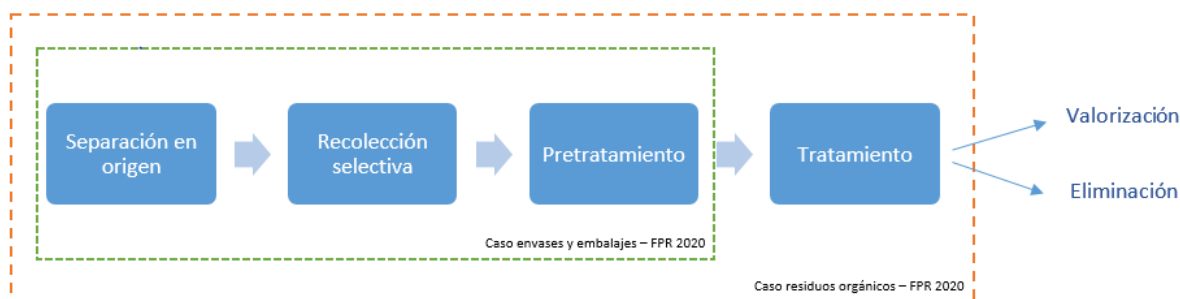 Separación en
origen
Recolección
selectiva
Pretratamiento
Tratamiento
Valorización
Eliminación
Caso envases y embalajes – FPR 2020
Caso residuos orgánicos – FPR 2020